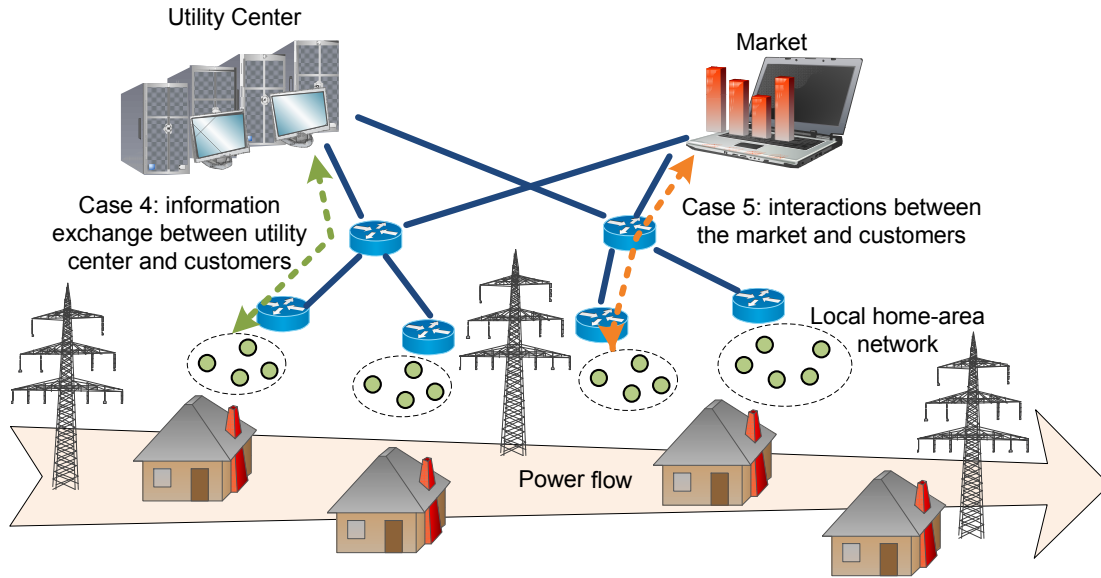 Utility Center
Market
Case 4: information
exchange between utility
center and customers
Case 5: interactions between
the market and customers
Local home-area
network
Power flow